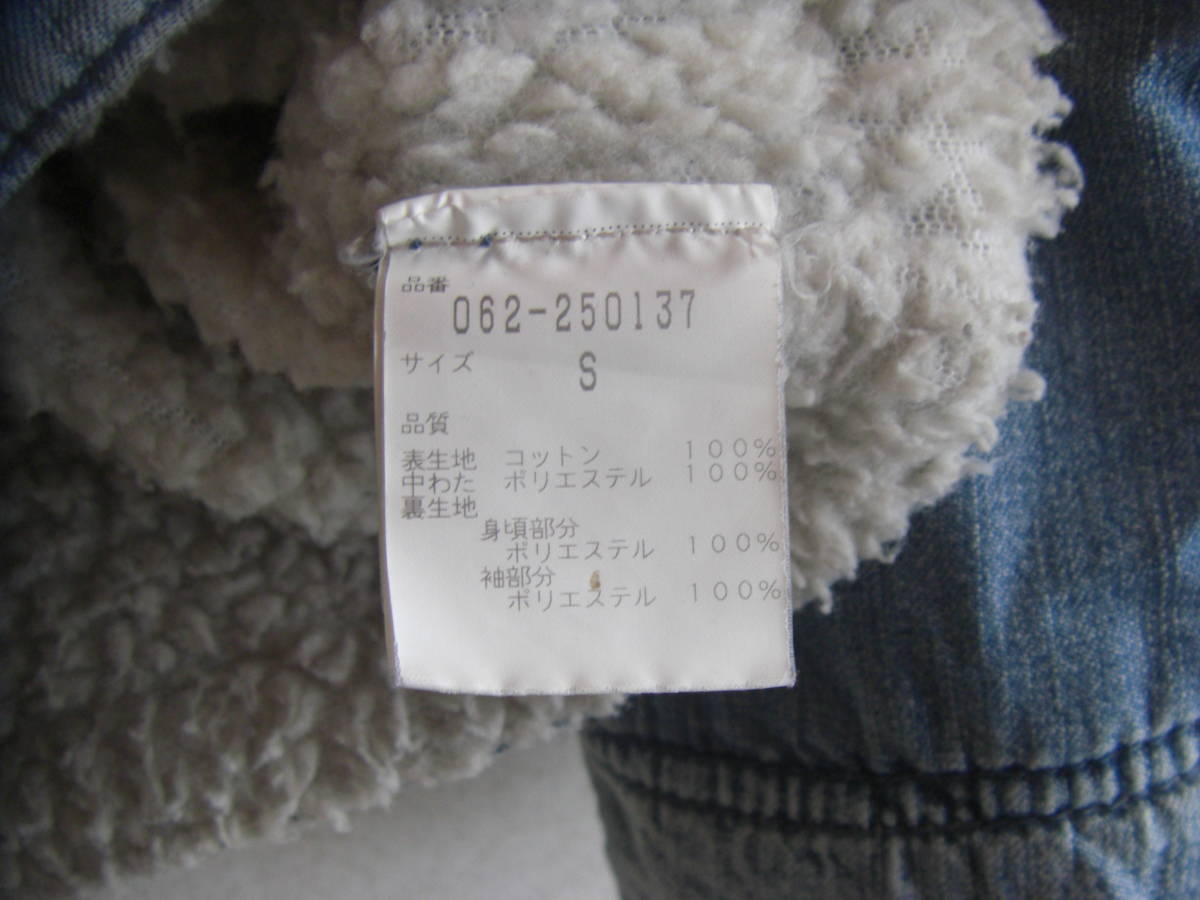 品番
062-250137
サイズ S
品質
表生地 コットン 100%
中わた ポリエステル 100%
裏生地
身頃部分
ポリエステル 100%
袖部分
ポリエステル 100%